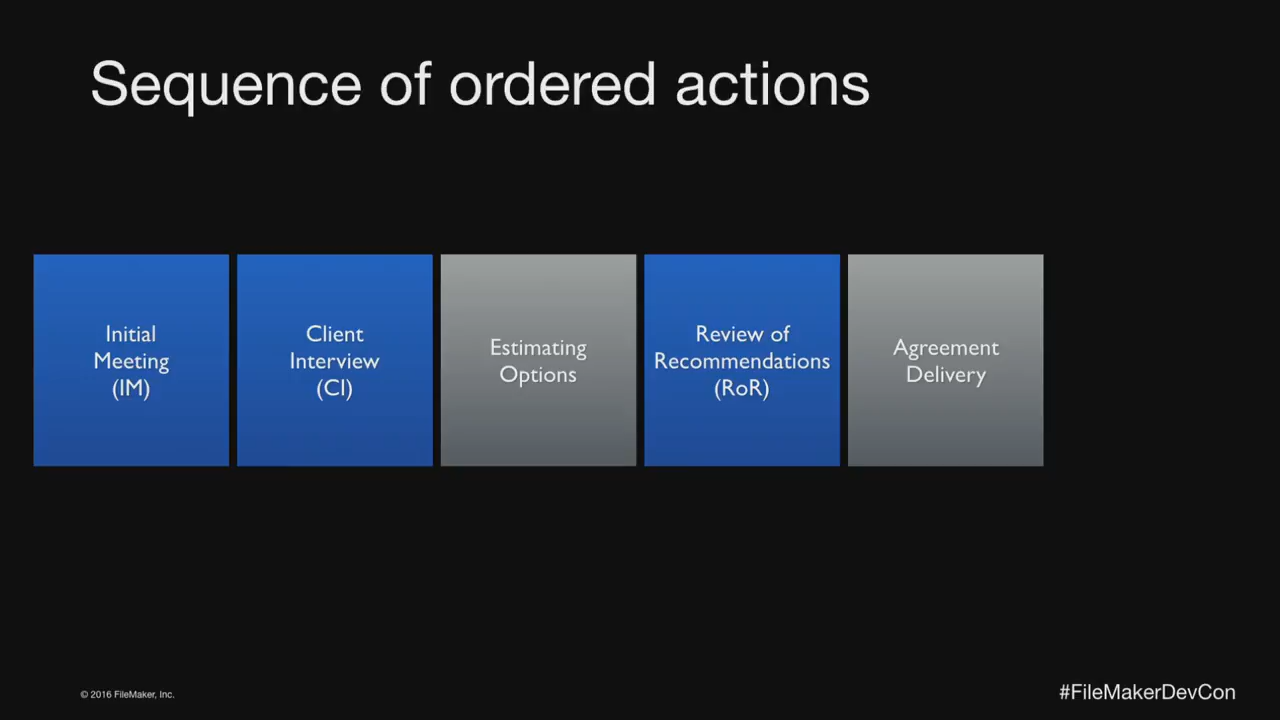 Sequence of ordered actions
Initial
Meeting
(IM)
Client
Interview
(CI)
Estimating
Options
Review of
Recommendations
(RoR)
Agreement
Delivery
© 2016 FileMaker, Inc.
#FileMakerDevCon